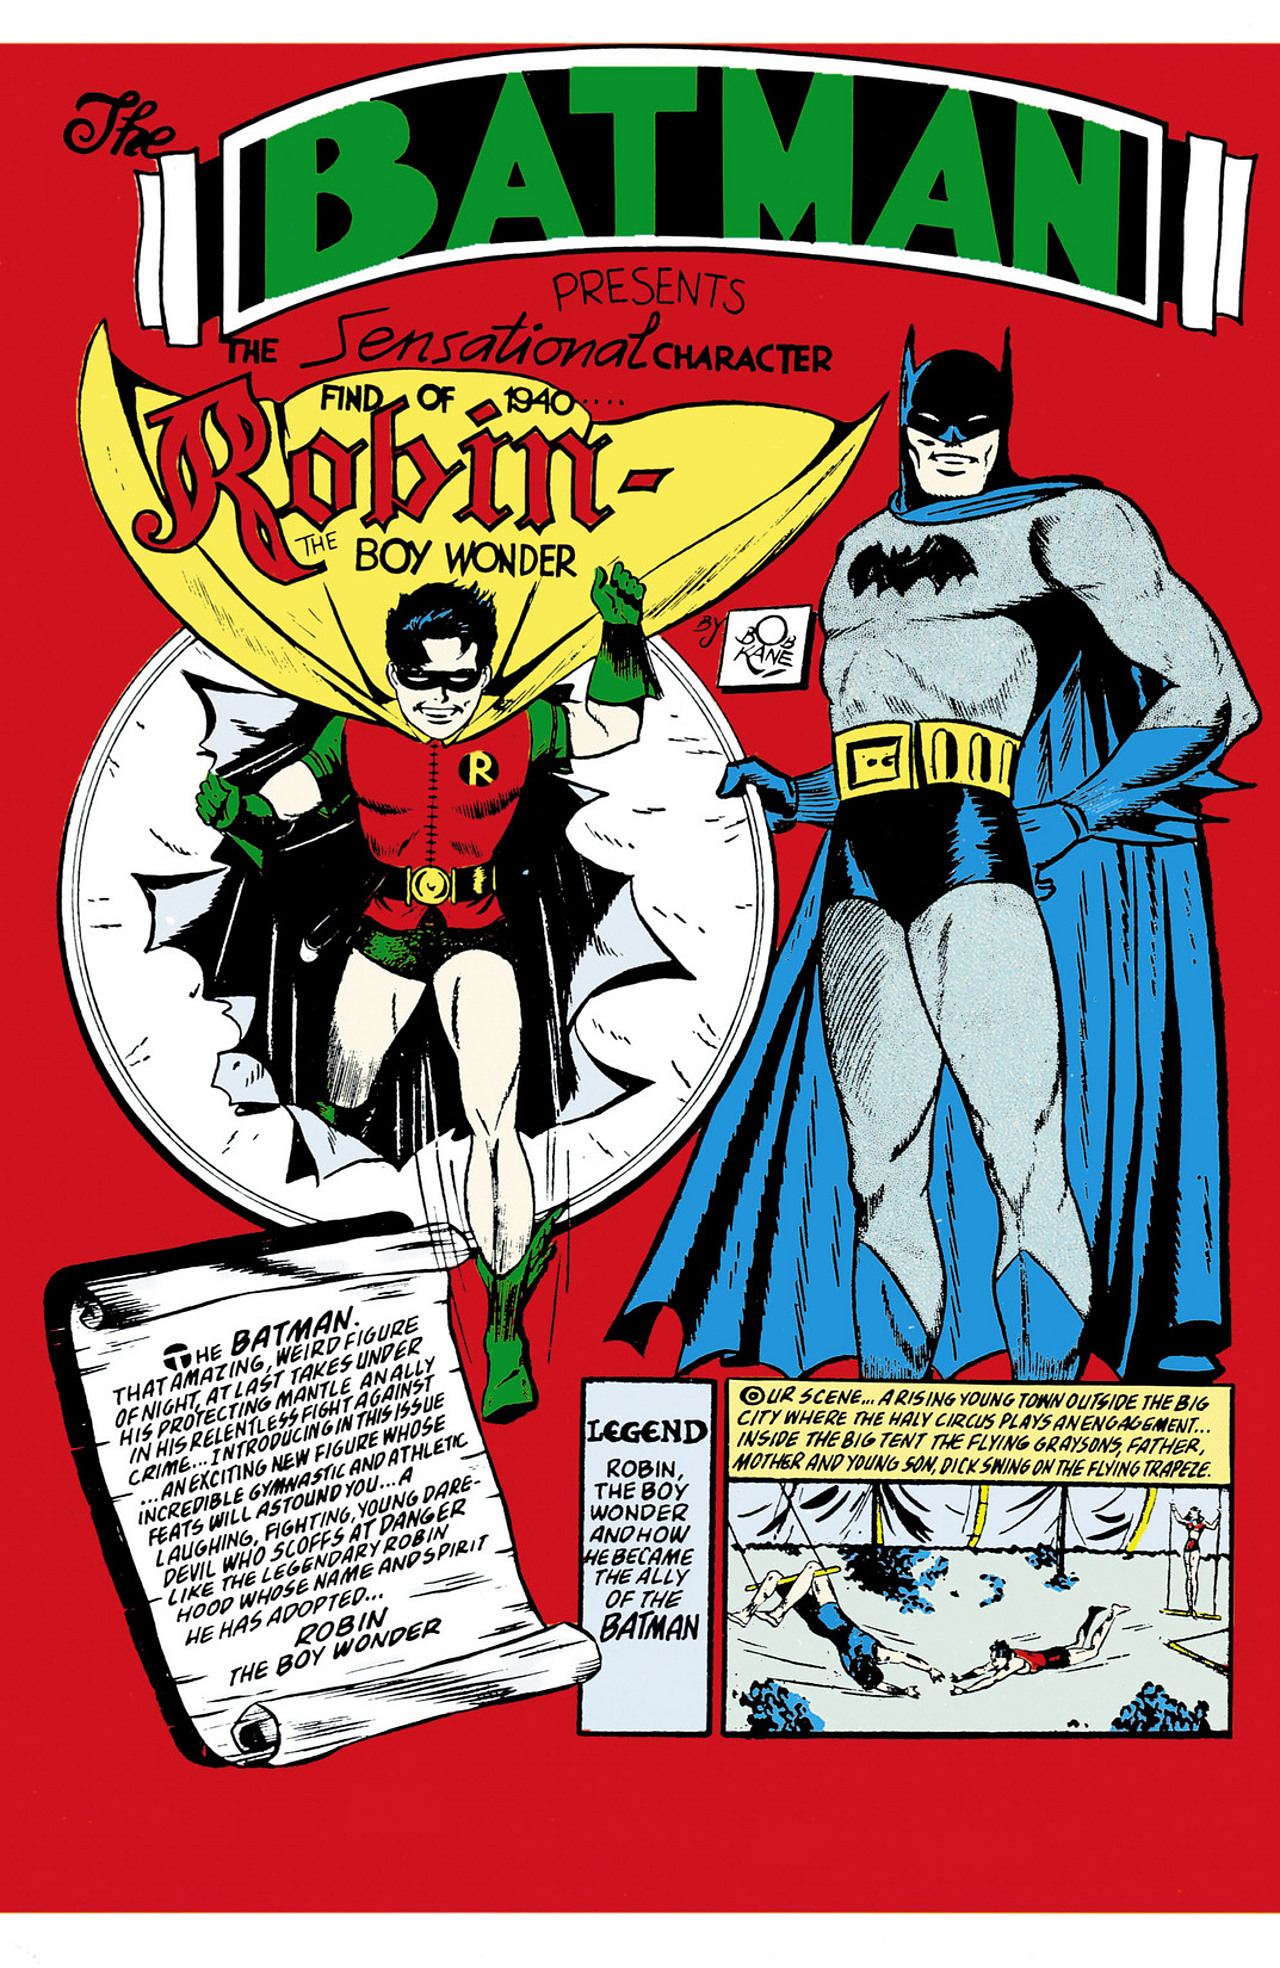 The
BATMAN
PRESENTS
THE Sensational CHARACTER
FIND OF 1940....
Robin-
THE BOY WONDER
BY BOB
KANE
R
THE BATMAN.
THAT AMAZING, WEIRD FIGURE
OF NIGHT, AT LAST TAKES UNDER
HIS PROTECTING MANTLE AN ALLY
IN HIS RELENTLESS FIGHT AGAINST
CRIME... INTRODUCING IN THIS ISSUE
... AN EXCITING NEW FIGURE WHOSE
INCREDIBLE GYMNASTIC AND ATHLETIC
FEATS WILL ASTOUND YOU... A
LAUGHING, FIGHTING, YOUNG DARE-
DEVIL WHO SCOFFS AT DANGER
LIKE THE LEGENDARY ROBIN
HOOD WHOSE NAME AND SPIRIT
HE HAS ADOPTED...
ROBIN
THE BOY WONDER
LEGEND
ROBIN,
THE BOY
WONDER
AND HOW
HE BECAME
THE ALLY
OF THE
BATMAN
OUR SCENE... A RISING YOUNG TOWN OUTSIDE THE BIG
CITY WHERE THE HALY CIRCUS PLAYS AN ENGAGEMENT...
INSIDE THE BIG TENT THE FLYING GRAYSONS, FATHER,
MOTHER AND YOUNG SON, DICK SWING ON THE FLYING TRAPEZE.